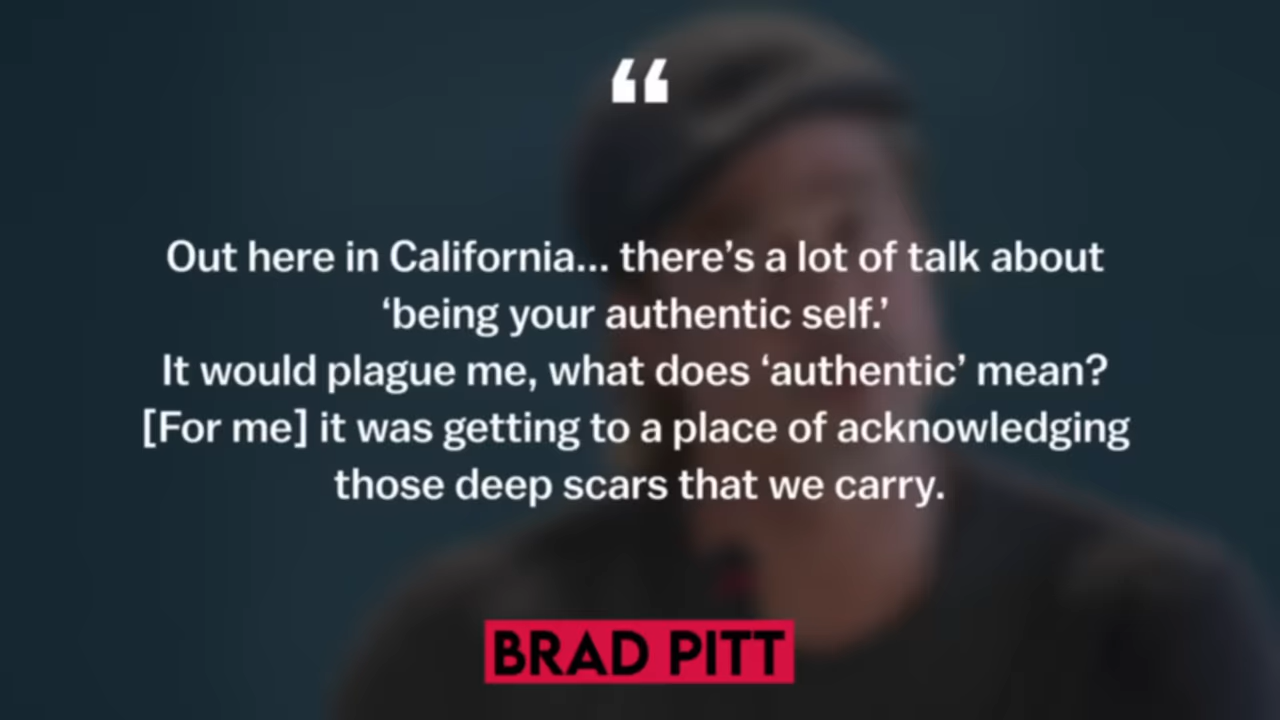 “
Out here in California... there’s a lot of talk about
‘being your authentic self.’
It would plague me, what does ‘authentic’ mean?
[For me] it was getting to a place of acknowledging
those deep scars that we carry.
BRAD PITT